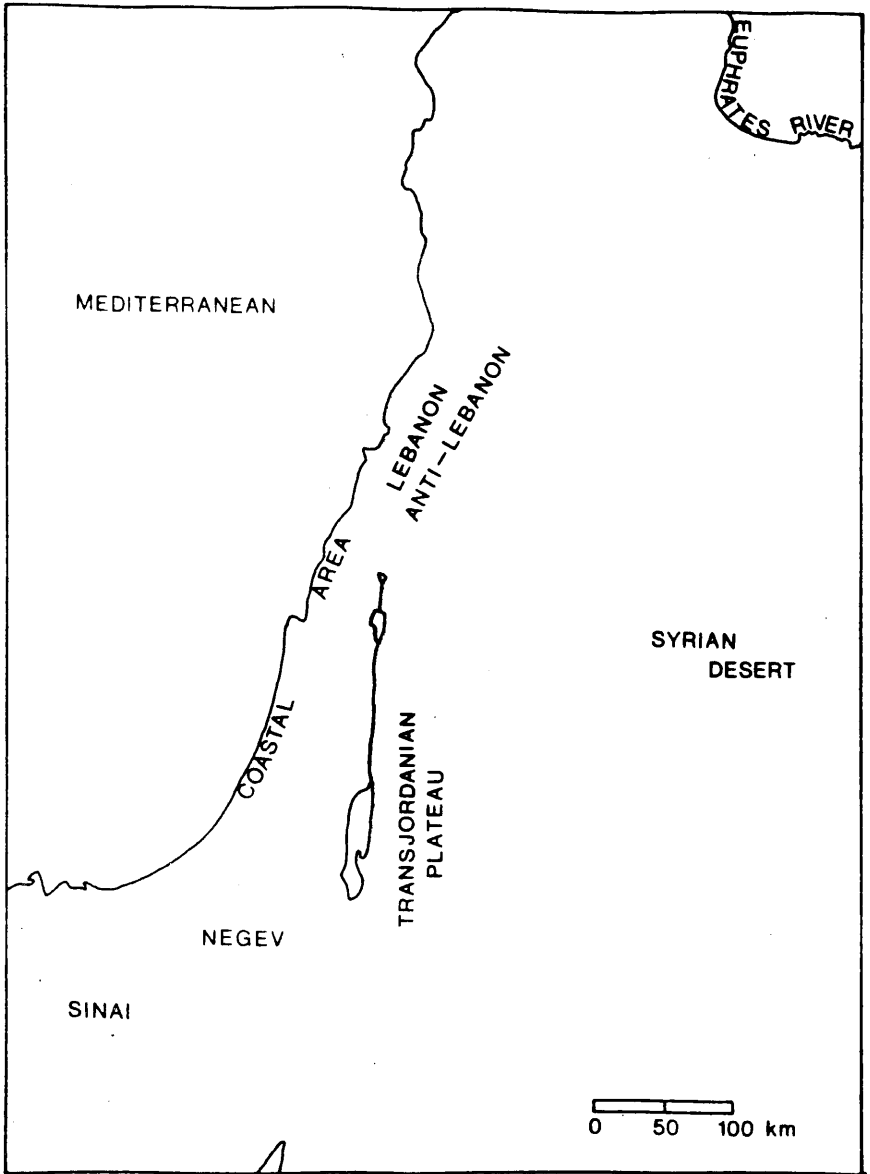 EUPHRATES RIVER
MEDITERRANEAN
LEBANON
ANTI-LEBANON
COASTAL AREA
SYRIAN
DESERT
TRANSJORDANIAN
PLATEAU
NEGEV
SINAI
0 50 100 km